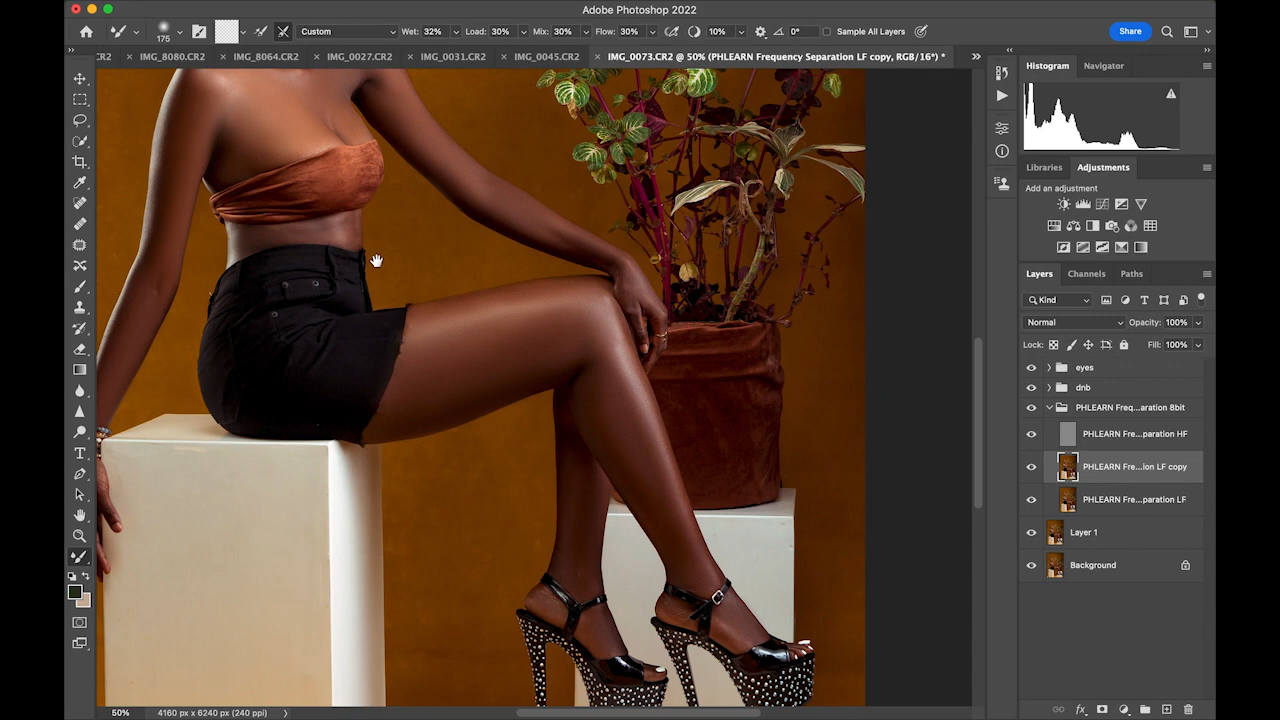 Adobe Photoshop 2022
175 Custom Wet: 32% Load: 30% Mix: 30% Flow: 30% 10% 0° Sample All Layers Share
CR2 × IMG_8080.CR2 × IMG_8064.CR2 × IMG_0027.CR2 × IMG_0031.CR2 × IMG_0045.CR2 × IMG_0073.CR2 @ 50% (PHLEARN Frequency Separation LF copy, RGB/16*) *
Histogram Navigator
Libraries Adjustments
Add an adjustment
Layers Channels Paths
Kind
Normal Opacity: 100%
Lock: Fill: 100%
eyes
dnb
PHLEARN Freq...aration 8bit
PHLEARN Fre...paration HF
PHLEARN Fre...ion LF copy
PHLEARN Fre...paration LF
Layer 1
Background
50% 4160 px x 6240 px (240 ppi)